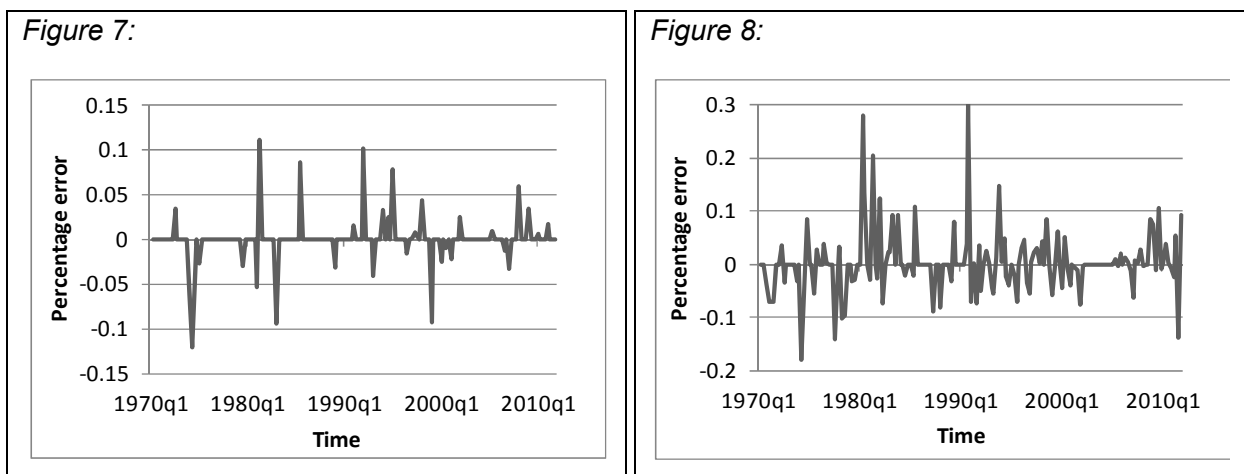 Figure 7:
0.15
0.1
0.05
0
-0.05
-0.1
-0.15
Percentage error
1970q1 1980q1 1990q1 2000q1 2010q1
Time
Figure 8:
0.3
0.2
0.1
0
-0.1
-0.2
Percentage error
1970q1 1980q1 1990q1 2000q1 2010q1
Time